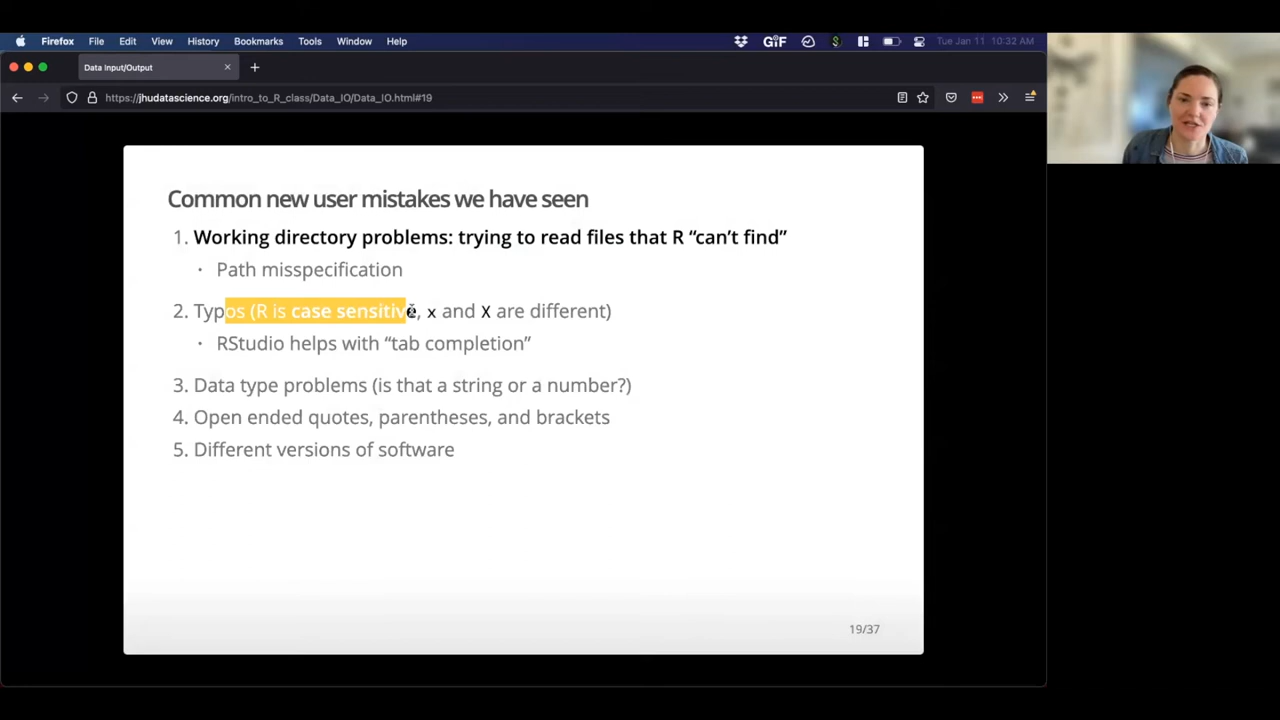 Firefox File Edit View History Bookmarks Tools Window Help GIF Tue Jan 11 10:32 AM
Data Input/Output
https://jhudatascience.org/intro_to_R_class/Data_IO/Data_IO.html#19
Common new user mistakes we have seen
1. Working directory problems: trying to read files that R “can’t find”
· Path misspecification
2. Typos (R is case sensitive, x and X are different)
· RStudio helps with “tab completion”
3. Data type problems (is that a string or a number?)
4. Open ended quotes, parentheses, and brackets
5. Different versions of software
19/37